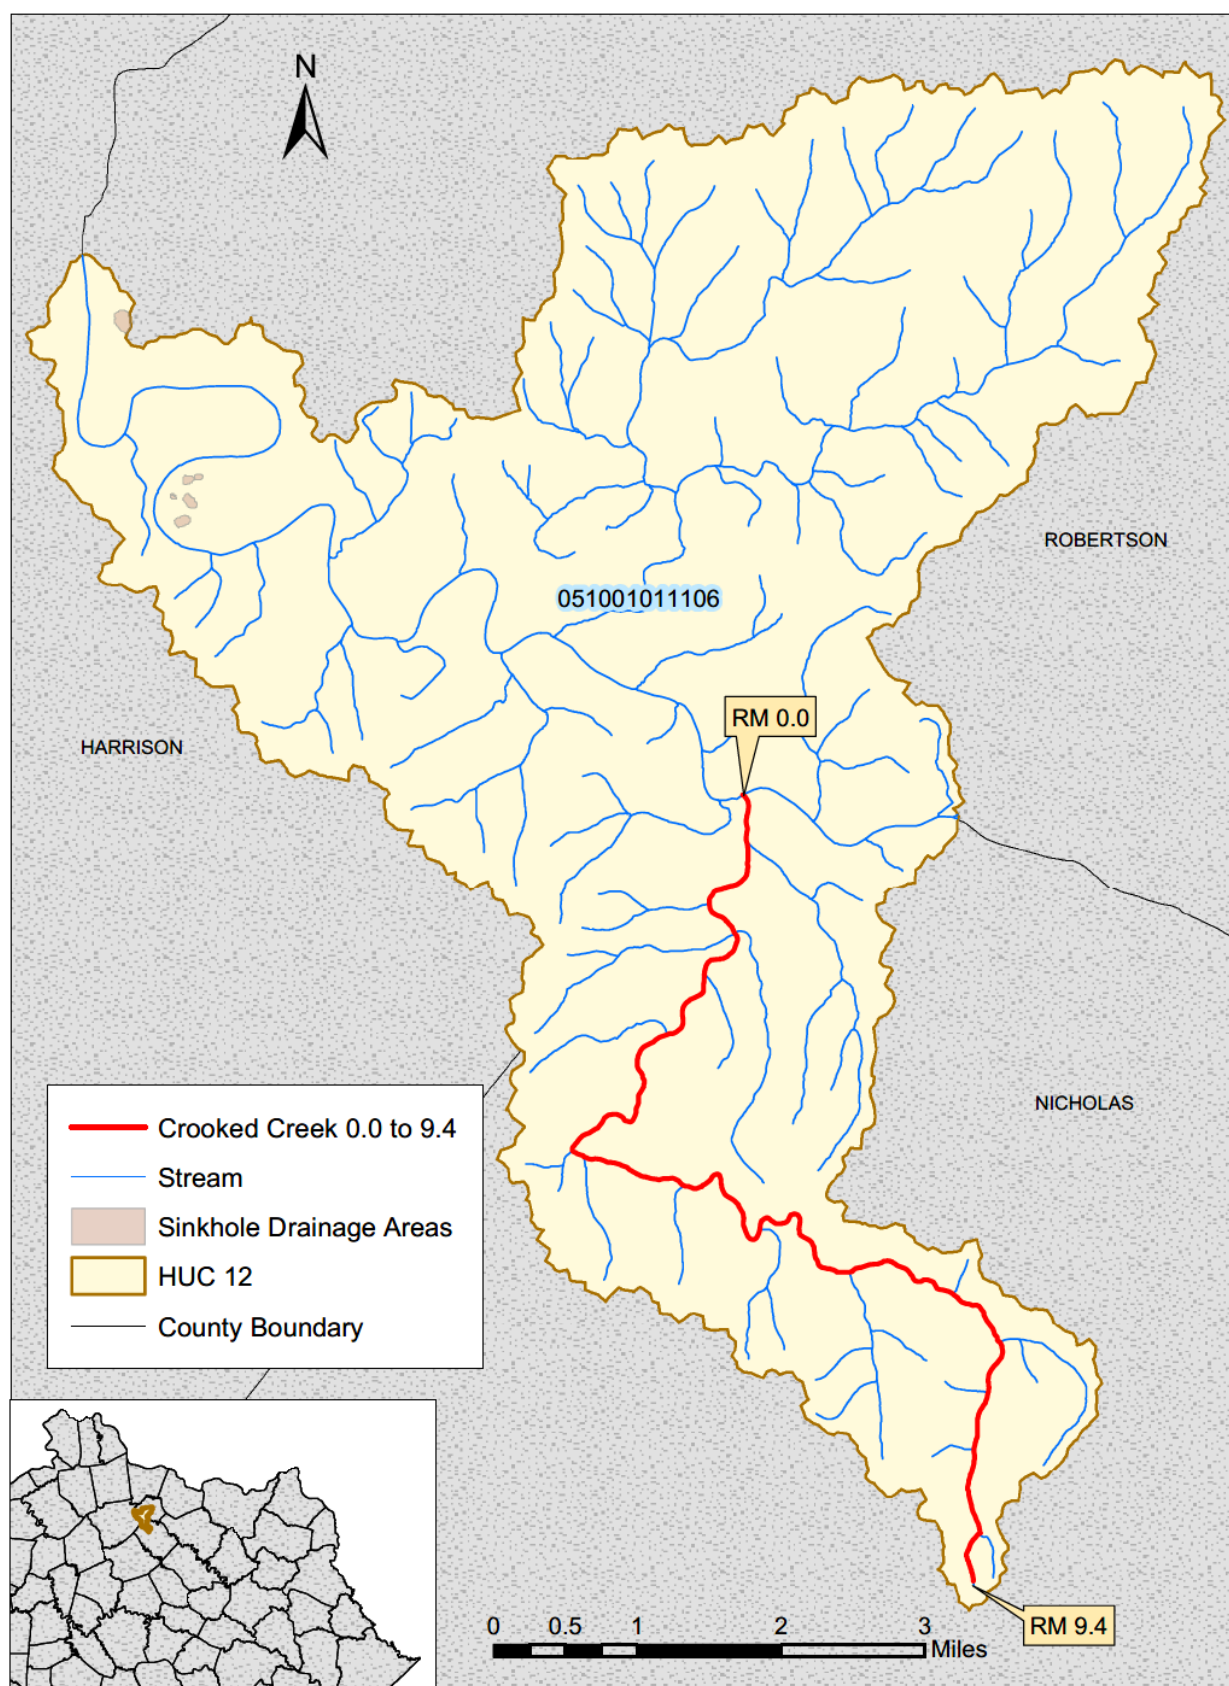 N
ROBERTSON
051001011106
RM 0.0
HARRISON
NICHOLAS
Crooked Creek 0.0 to 9.4
Stream
Sinkhole Drainage Areas
HUC 12
County Boundary
RM 9.4
0 0.5 1 2 3
Miles